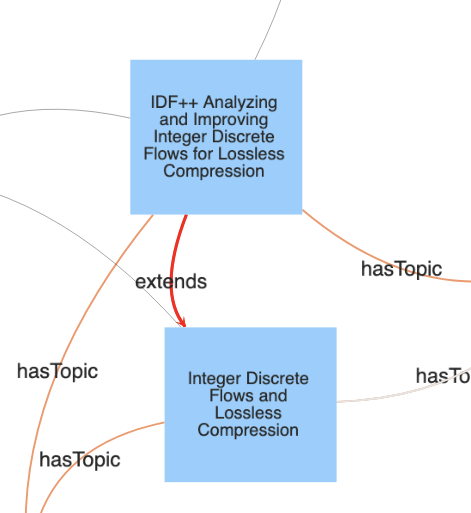 IDF++ Analyzing
and Improving
Integer Discrete
Flows for Lossless
Compression
hasTopic
extends
hasTopic
hasTo
Integer Discrete
Flows and
Lossless
Compression
hasTopic